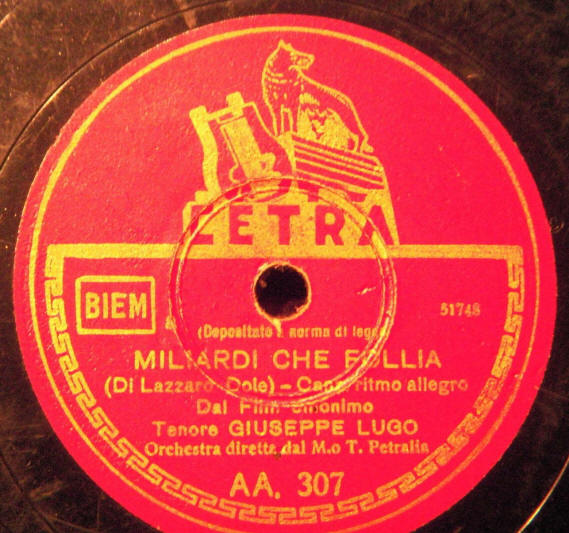 CETRA
BIEM
51748
(Depositato a norma di legge)
MILIARDI CHE FOLLIA
(Di Lazzaro-Dole) - Canz. ritmo allegro
Dal Film omonimo
Tenore GIUSEPPE LUGO
Orchestra diretta dal M.o T. Petralia
AA. 307